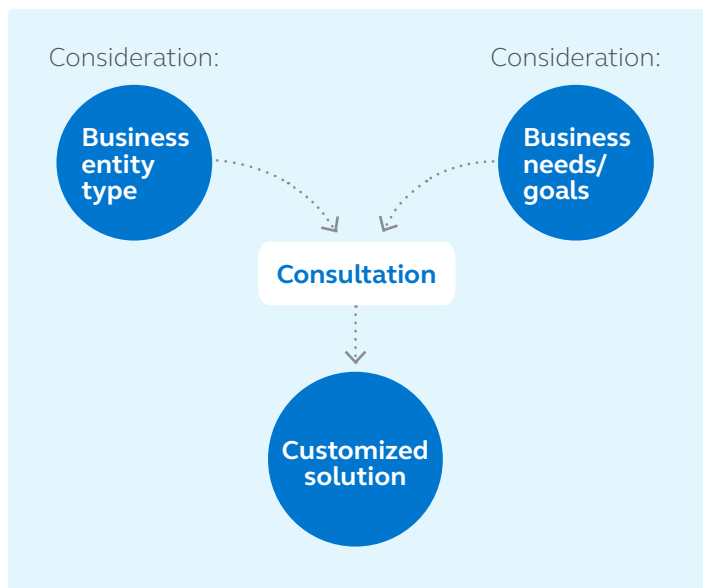 Consideration:
Business
entity
type
Consideration:
Business
needs/
goals
Consultation
Customized
solution